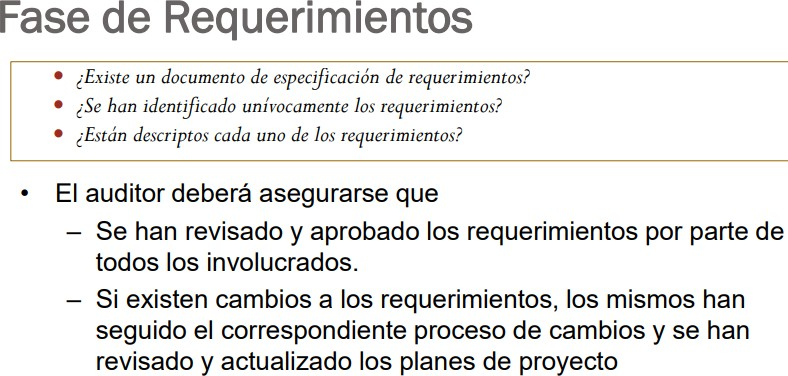 Fase de Requerimientos
• ¿Existe un documento de especificación de requerimientos?
• ¿Se han identificado unívocamente los requerimientos?
• ¿Están descriptos cada uno de los requerimientos?
• El auditor deberá asegurarse que
– Se han revisado y aprobado los requerimientos por parte de
todos los involucrados.
– Si existen cambios a los requerimientos, los mismos han
seguido el correspondiente proceso de cambios y se han
revisado y actualizado los planes de proyecto